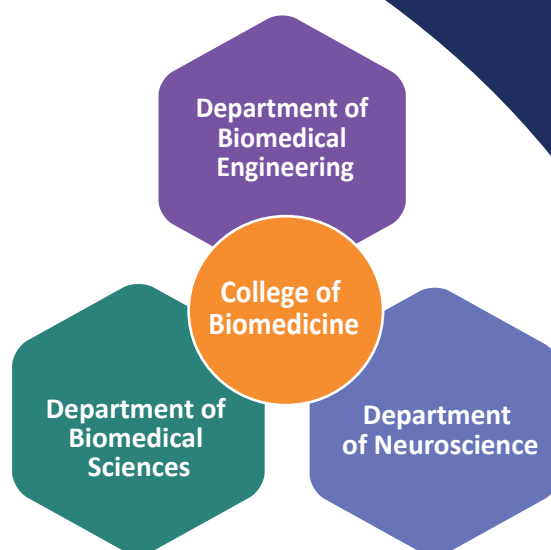 Department of
Biomedical
Engineering
College of
Biomedicine
Department of
Biomedical
Sciences
Department
of Neuroscience